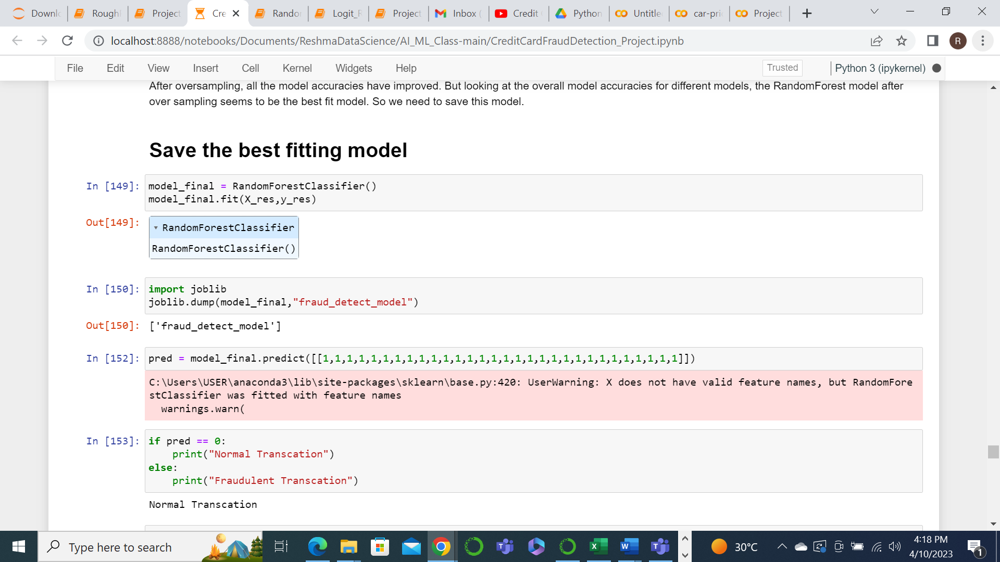 Downlo
Roughl
Project
Cre
Randor
Logit_R
Project
Inbox (
Credit
Python
Untitle
car-pri
Project
localhost:8888/notebooks/Documents/ReshmaDataScience/AI_ML_Class-main/CreditCardFraudDetection_Project.ipynb
R
File Edit View Insert Cell Kernel Widgets Help
Trusted
Python 3 (ipykernel)
After oversampling, all the model accuracies have improved. But looking at the overall model accuracies for different models, the RandomForest model after
over sampling seems to be the best fit model. So we need to save this model.
Save the best fitting model
In [149]: model_final = RandomForestClassifier()
model_final.fit(X_res,y_res)
Out[149]: RandomForestClassifier
RandomForestClassifier()
In [150]: import joblib
joblib.dump(model_final,"fraud_detect_model")
Out[150]: ['fraud_detect_model']
In [152]: pred = model_final.predict([[1,1,1,1,1,1,1,1,1,1,1,1,1,1,1,1,1,1,1,1,1,1,1,1,1,1,1,1,1,1]])
C:\Users\USER\anaconda3\lib\site-packages\sklearn\base.py:420: UserWarning: X does not have valid feature names, but RandomFore
stClassifier was fitted with feature names
warnings.warn(
In [153]: if pred == 0:
print("Normal Transcation")
else:
print("Fraudulent Transcation")
Normal Transcation
Type here to search
30°C
4:18 PM
4/10/2023
1